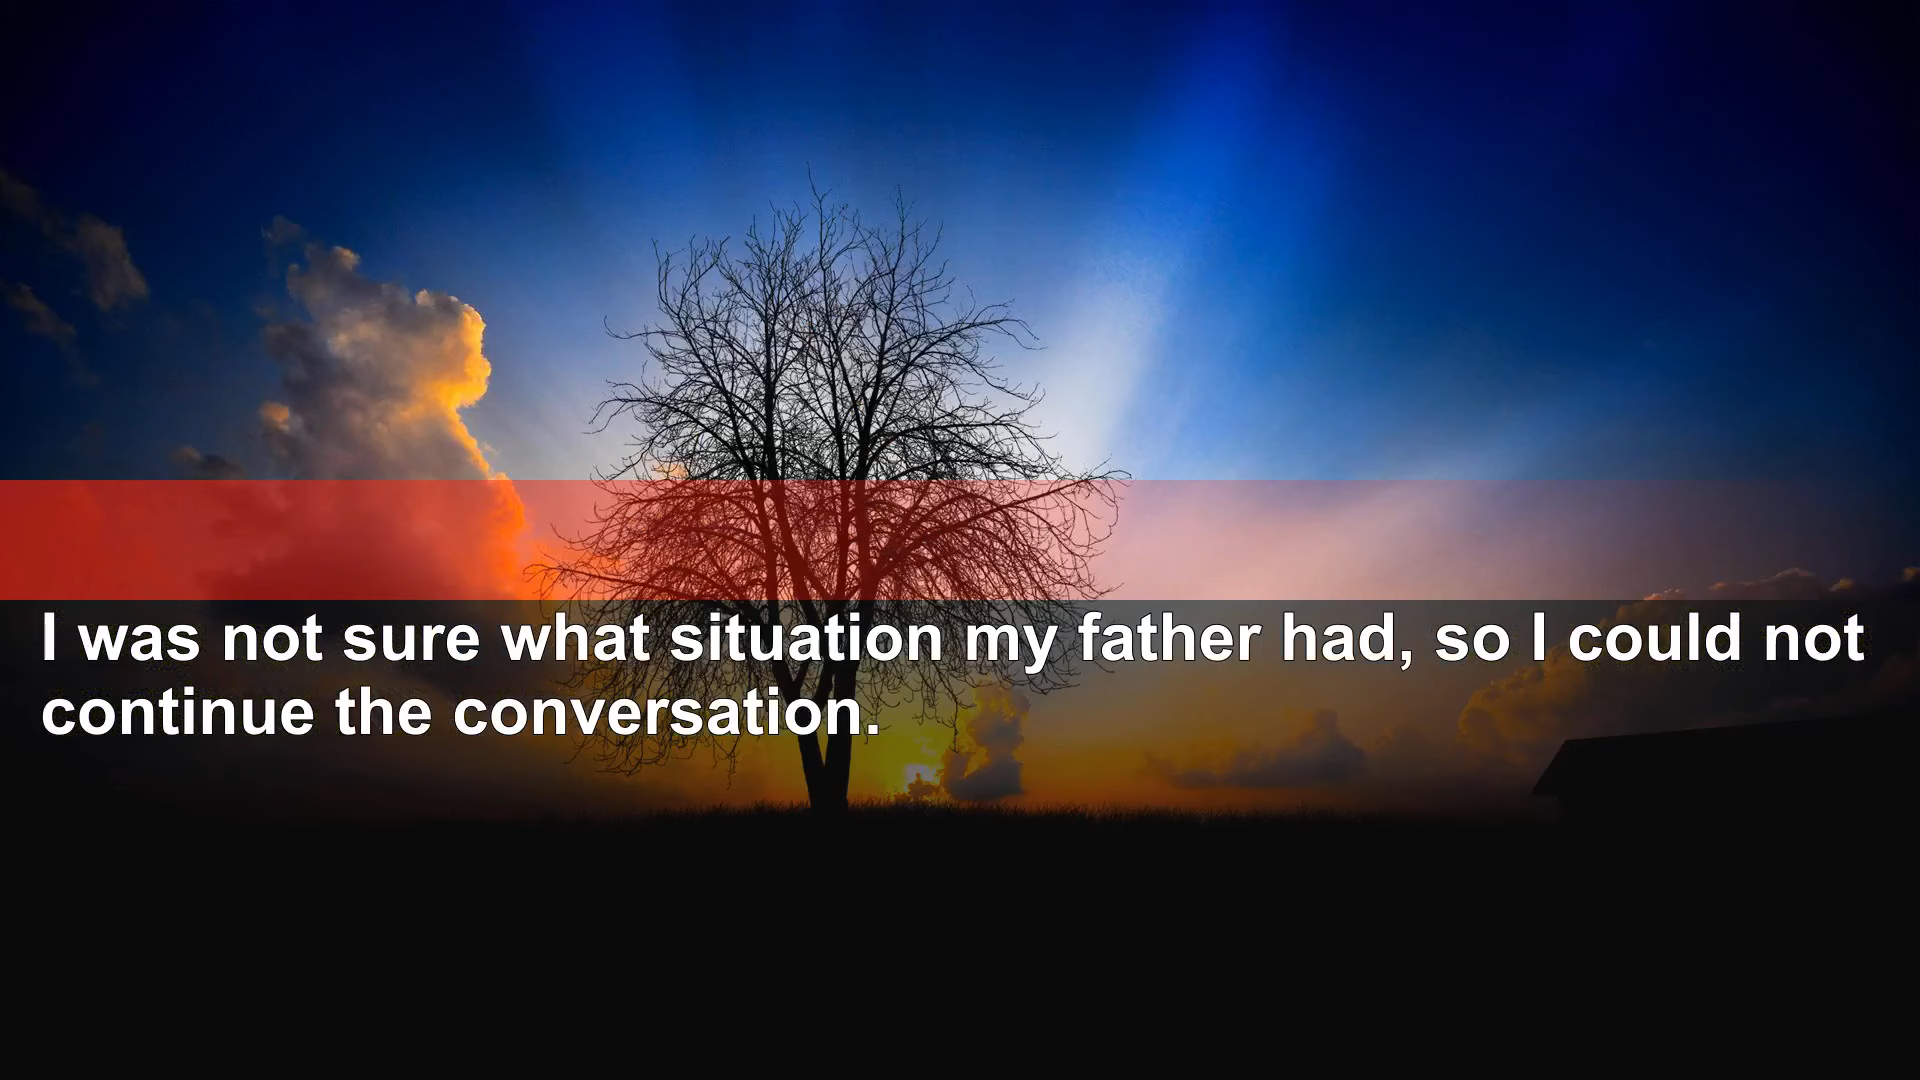 I was not sure what situation my father had, so I could not
continue the conversation.